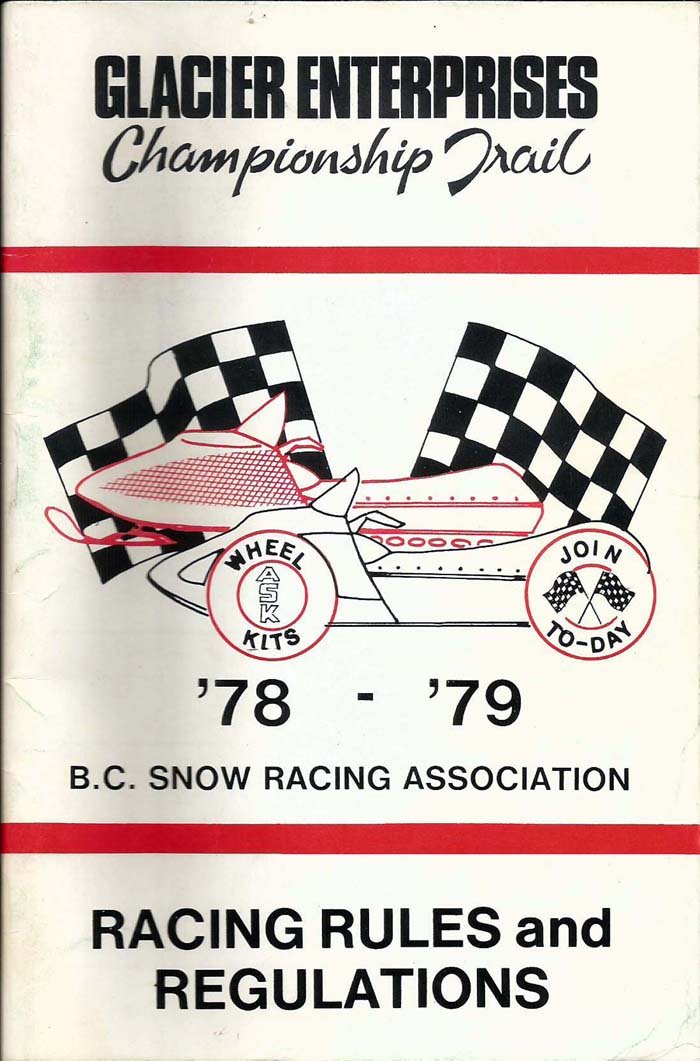 GLACIER ENTERPRISES
Championship Trail
WHEEL
ASK
KITS
JOIN
TO-DAY
'78 - '79
B.C. SNOW RACING ASSOCIATION
RACING RULES and
REGULATIONS